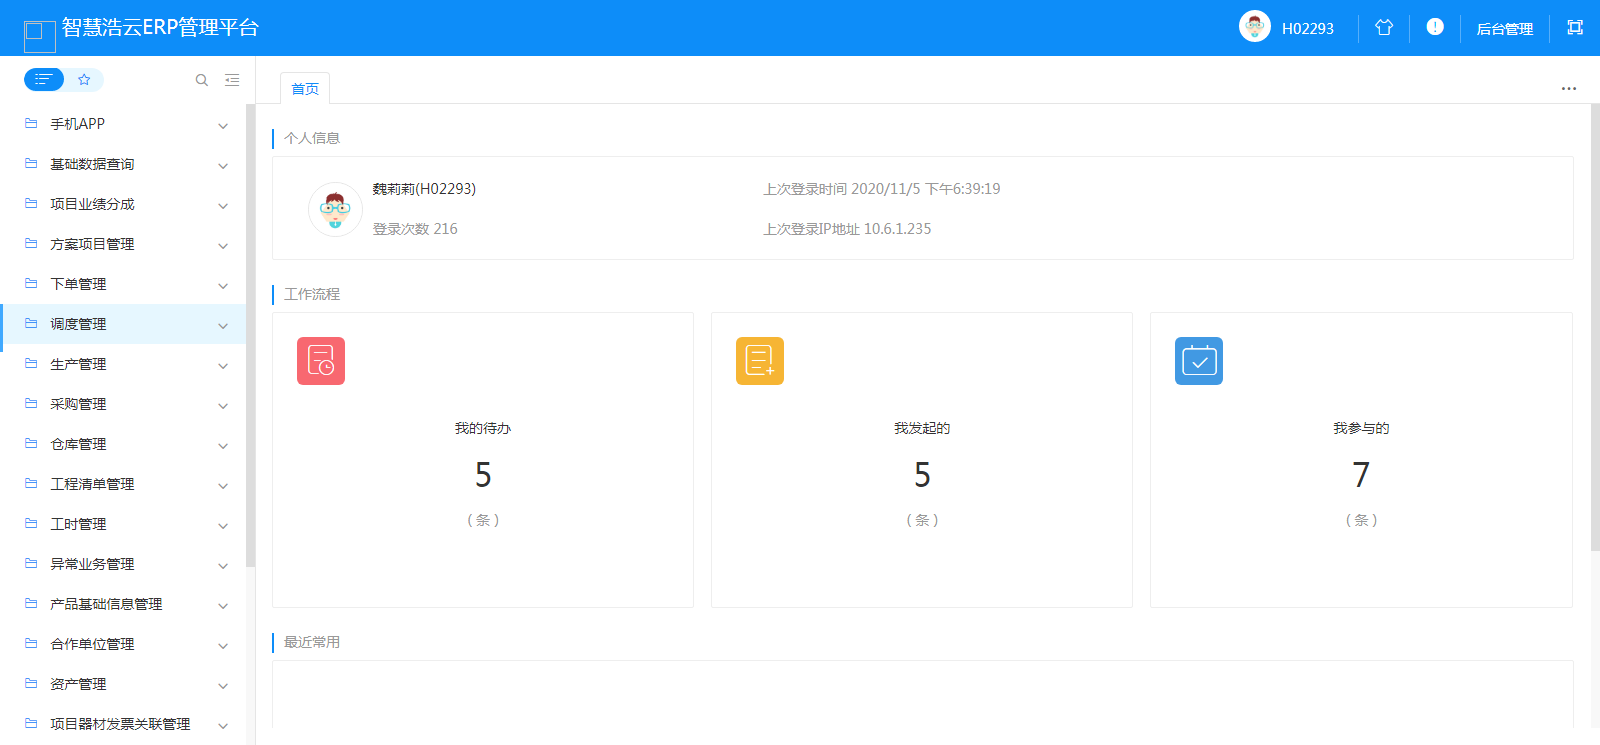 智慧浩云ERP管理平台
H02293
后台管理
首页
手机APP
基础数据查询
项目业绩分成
方案项目管理
下单管理
调度管理
生产管理
采购管理
仓库管理
工程清单管理
工时管理
异常业务管理
产品基础信息管理
合作单位管理
资产管理
项目器材发票关联管理
个人信息
魏莉莉(H02293)
上次登录时间 2020/11/5 下午6:39:19
登录次数 216
上次登录IP地址 10.6.1.235
工作流程
我的待办
5
（条）
我发起的
5
（条）
我参与的
7
（条）
最近常用